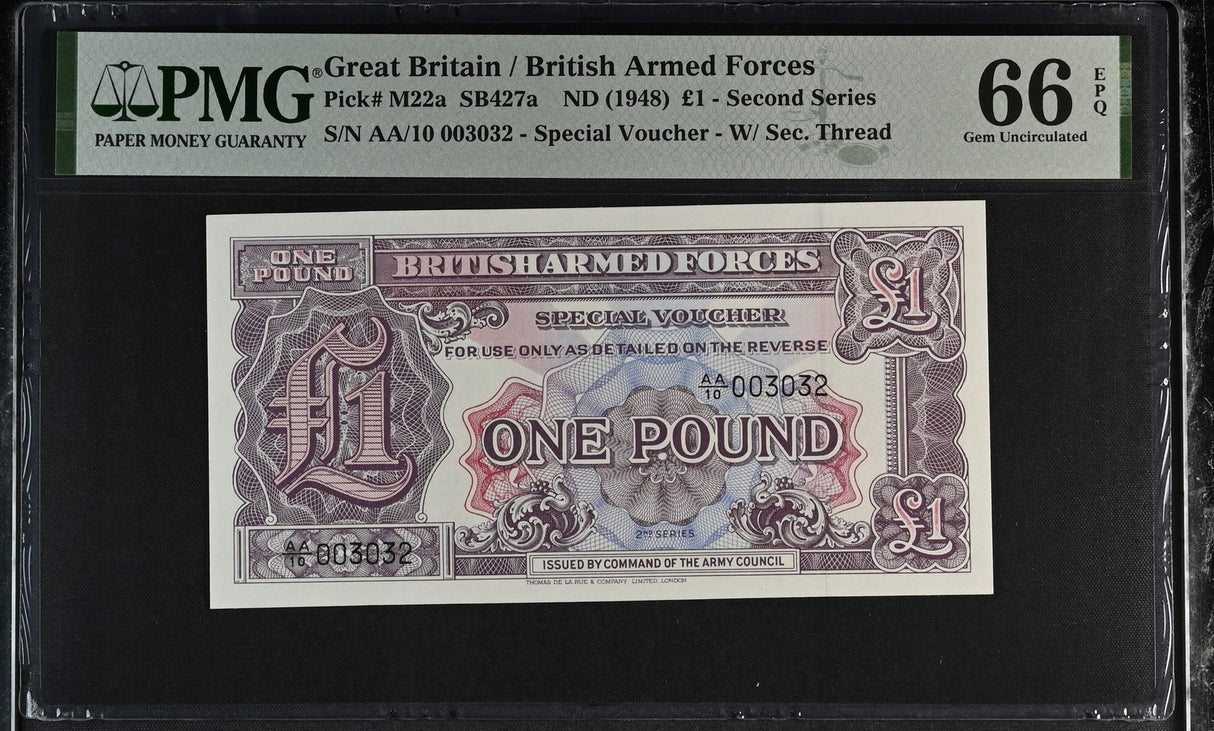 PMG®
PAPER MONEY GUARANTY
Great Britain / British Armed Forces
Pick# M22a SB427a ND (1948) £1 - Second Series
S/N AA/10 003032 - Special Voucher - W/ Sec. Thread
66
EPQ
Gem Uncirculated
ONE
POUND
BRITISH ARMED FORCES
£1
SPECIAL VOUCHER
FOR USE ONLY AS DETAILED ON THE REVERSE
AA/10 003032
£1
ONE POUND
£1
2ND SERIES
AA/10 003032
ISSUED BY COMMAND OF THE ARMY COUNCIL
THOMAS DE LA RUE & COMPANY, LIMITED, LONDON